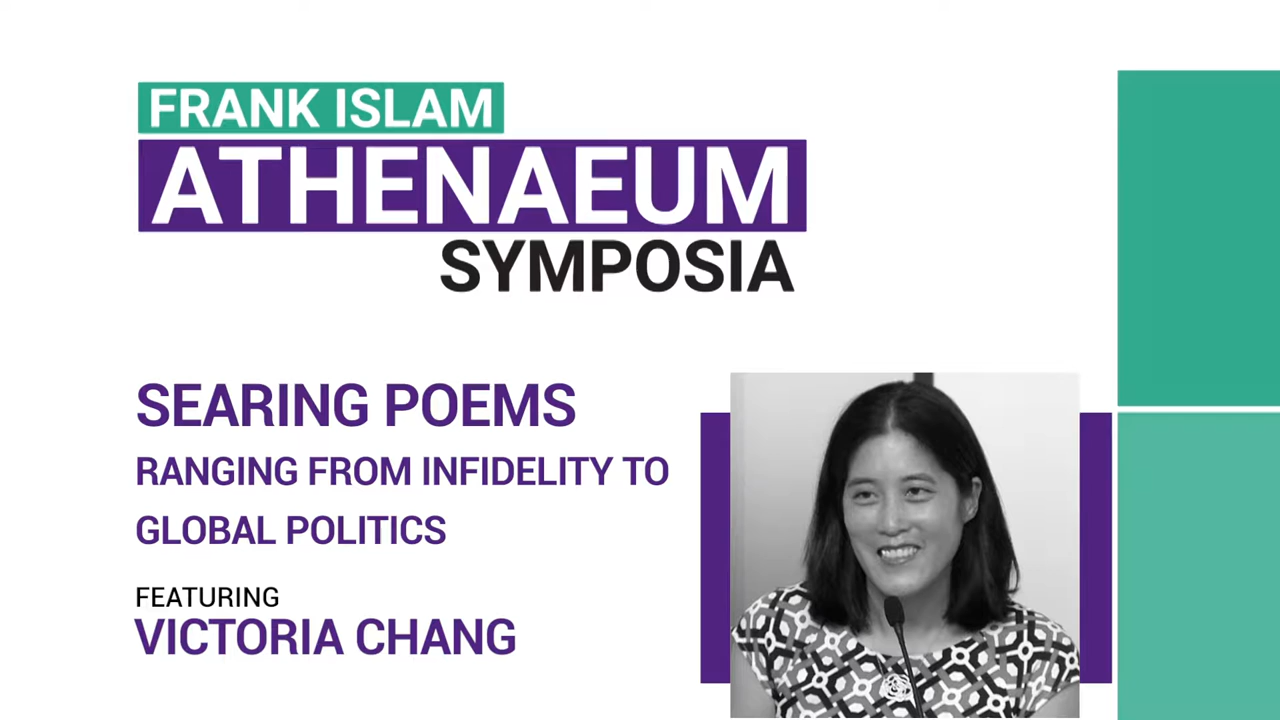 FRANK ISLAM
ATHENAEUM
SYMPOSIA
SEARING POEMS
RANGING FROM INFIDELITY TO
GLOBAL POLITICS
FEATURING
VICTORIA CHANG